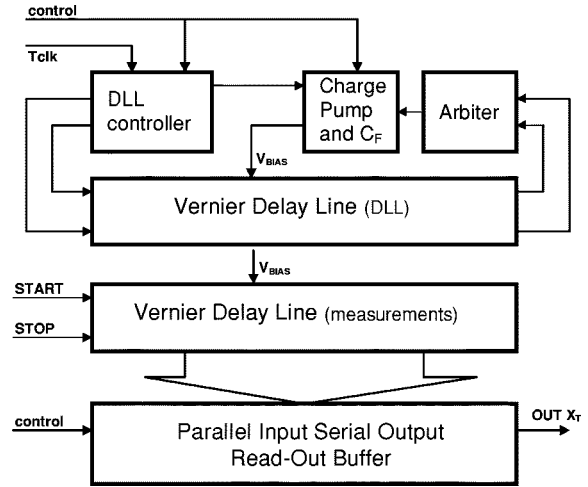 control
Tclk
DLL
controller
Charge
Pump
and C_F
Arbiter
V_BIAS
Vernier Delay Line (DLL)
V_BIAS
START
STOP
Vernier Delay Line (measurements)
control
Parallel Input Serial Output
Read-Out Buffer
OUT X_T